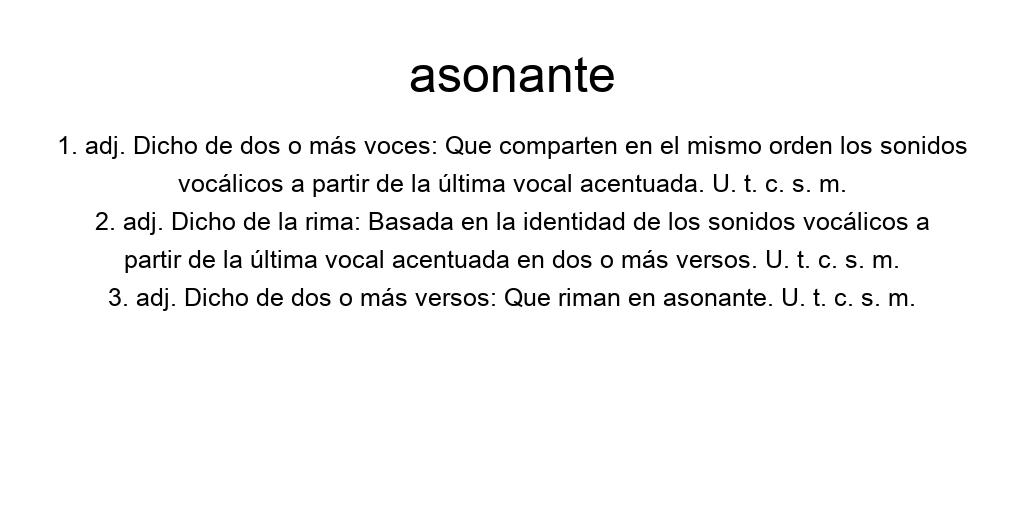 asonante
1. adj. Dicho de dos o más voces: Que comparten en el mismo orden los sonidos
vocálicos a partir de la última vocal acentuada. U. t. c. s. m.
2. adj. Dicho de la rima: Basada en la identidad de los sonidos vocálicos a
partir de la última vocal acentuada en dos o más versos. U. t. c. s. m.
3. adj. Dicho de dos o más versos: Que riman en asonante. U. t. c. s. m.